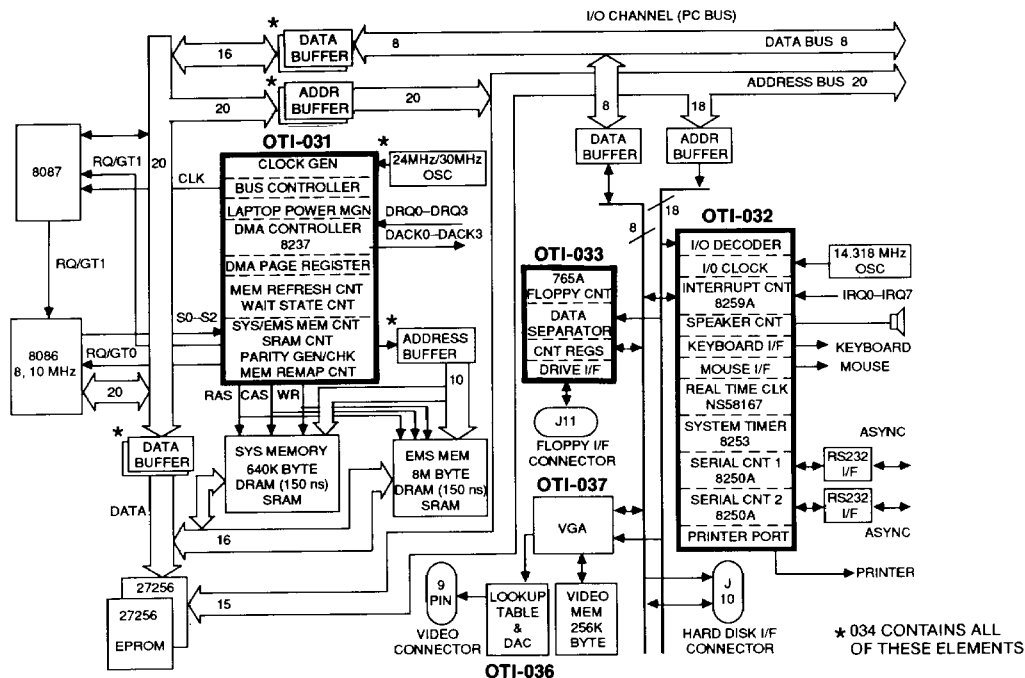 I/O CHANNEL (PC BUS)
*
DATA
BUFFER
16
8
DATA BUS 8
*
ADDR
BUFFER
20
20
ADDRESS BUS 20
8
18
DATA
BUFFER
ADDR
BUFFER
8087
RQ/GT1
20
CLK
RQ/GT1
8086
8, 10 MHz
S0–S2
RQ/GT0
20
OTI-031
CLOCK GEN
BUS CONTROLLER
LAPTOP POWER MGN
DMA CONTROLLER
8237
DMA PAGE REGISTER
MEM REFRESH CNT
WAIT STATE CNT
SYS/EMS MEM CNT
SRAM CNT
PARITY GEN/CHK
MEM REMAP CNT
*
24MHz/30MHz
OSC
DRQ0–DRQ3
DACK0–DACK3
*
ADDRESS
BUFFER
10
RAS CAS WR
*
DATA
BUFFER
SYS MEMORY
640K BYTE
DRAM (150 ns)
SRAM
EMS MEM
8M BYTE
DRAM (150 ns)
SRAM
DATA
16
27256
27256
EPROM
15
18
8
OTI-033
765A
FLOPPY CNT
DATA
SEPARATOR
CNT REGS
DRIVE I/F
J11
FLOPPY I/F
CONNECTOR
OTI-037
VGA
9
PIN
VIDEO
CONNECTOR
LOOKUP
TABLE
&
DAC
OTI-036
VIDEO
MEM
256K
BYTE
OTI-032
I/O DECODER
I/0 CLOCK
INTERRUPT CNT
8259A
SPEAKER CNT
KEYBOARD I/F
MOUSE I/F
REAL TIME CLK
NS58167
SYSTEM TIMER
8253
SERIAL CNT 1
8250A
SERIAL CNT 2
8250A
PRINTER PORT
14.318 MHz
OSC
IRQ0–IRQ7
KEYBOARD
MOUSE
ASYNC
RS232
I/F
RS232
I/F
ASYNC
PRINTER
J
10
HARD DISK I/F
CONNECTOR
* 034 CONTAINS ALL
OF THESE ELEMENTS